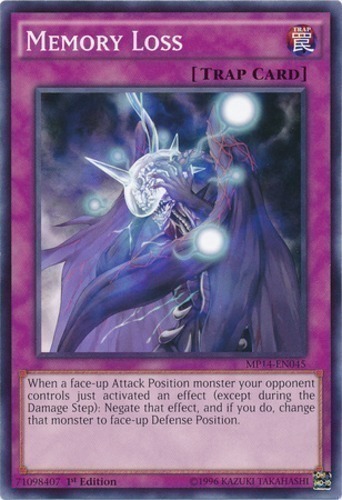 Memory Loss
TRAP
罠
[Trap Card]
MP14-EN045
When a face-up Attack Position monster your opponent
controls just activated an effect (except during the
Damage Step): Negate that effect, and if you do, change
that monster to face-up Defense Position.
71098407 1st Edition ©1996 KAZUKI TAKAHASHI